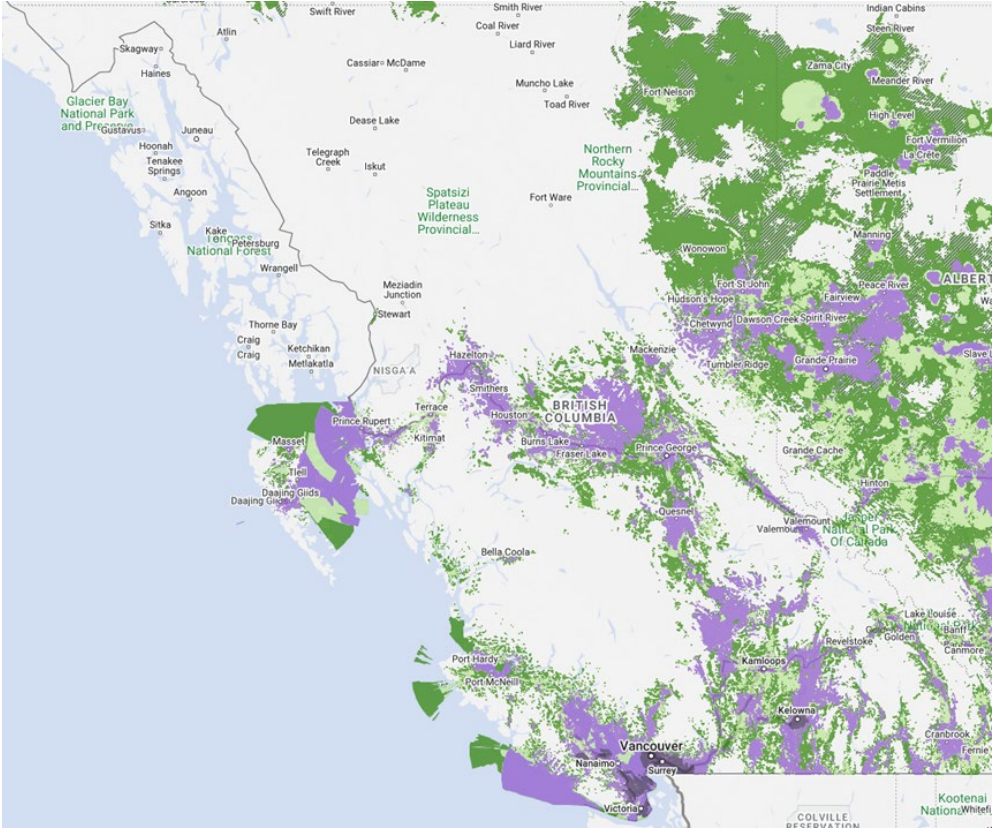 Swift River
Smith River
Indian Cabins
Atlin
Coal River
Steen River
Skagway
Liard River
Cassiar
McDame
Zama City
Haines
Muncho Lake
Meander River
Fort Nelson
Glacier Bay
National Park
and Preserve
Toad River
High Level
Gustavus
Juneau
Dease Lake
Fort Vermilion
Hoonah
Northern
Rocky
Mountains
Provincial...
La Crête
Tenakee
Springs
Telegraph
Creek
Iskut
Paddle
Prairie Metis
Settlement
Angoon
Spatsizi
Plateau
Wilderness
Provincial...
Fort Ware
Sitka
Kake
Tongass
National Forest
Petersburg
Manning
Wonowon
Wrangell
Meziadin
Junction
Fort St John
Peace River
ALBERT
Hudson's Hope
Fairview
Stewart
Chetwynd
Dawson Creek
Spirit River
Thorne Bay
Craig
Craig
Ketchikan
Metlakatla
Hazelton
Mackenzie
Slave L
NISGA'A
Tumbler Ridge
Grande Prairie
Smithers
Terrace
BRITISH
COLUMBIA
Prince Rupert
Houston
Kitimat
Masset
Burns Lake
Fraser Lake
Prince George
Grande Cache
Tlell
Hinton
Daajing Giids
Daajing Giids
Quesnel
Valemount
Valemount
Jasper
National Park
Of Canada
Bella Coola
Lake Louise
Banff
Golden
Canmore
Revelstoke
Port Hardy
Kamloops
Port McNeill
Kelowna
Cranbrook
Vancouver
Fernie
Nanaimo
Surrey
Victoria
Kootenai
National
Whitefi
COLVILLE
RESERVATION